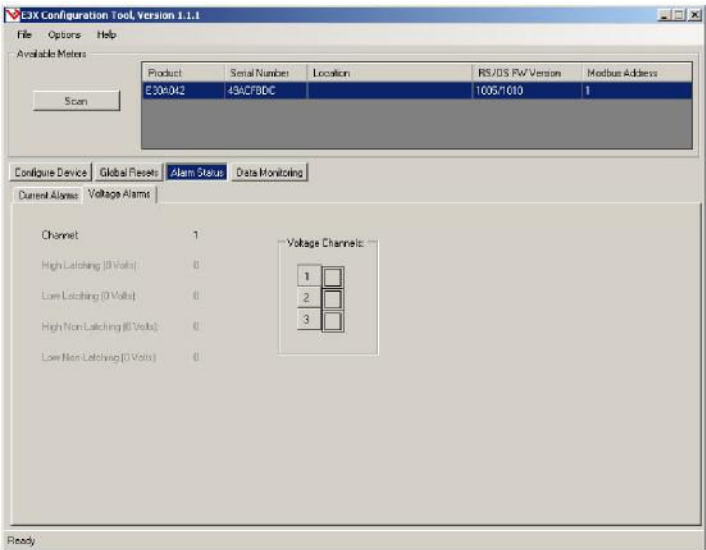 E3X Configuration Tool, Version 1.1.1
File Options Help
Available Meters
Product Serial Number Location RS/DS FW Version Modbus Address
E30A042 49ACFBDC 1005/1010 1
Scan
Configure Device Global Resets Alarm Status Data Monitoring
Current Alarms Voltage Alarms
Channel: 1
Voltage Channels:
High Latching (0 Volts): 0
1
Low Latching (0 Volts): 0
2
High Non Latching (0 Volts): 0
3
Low Non-Latching (0 Volts): 0
Ready